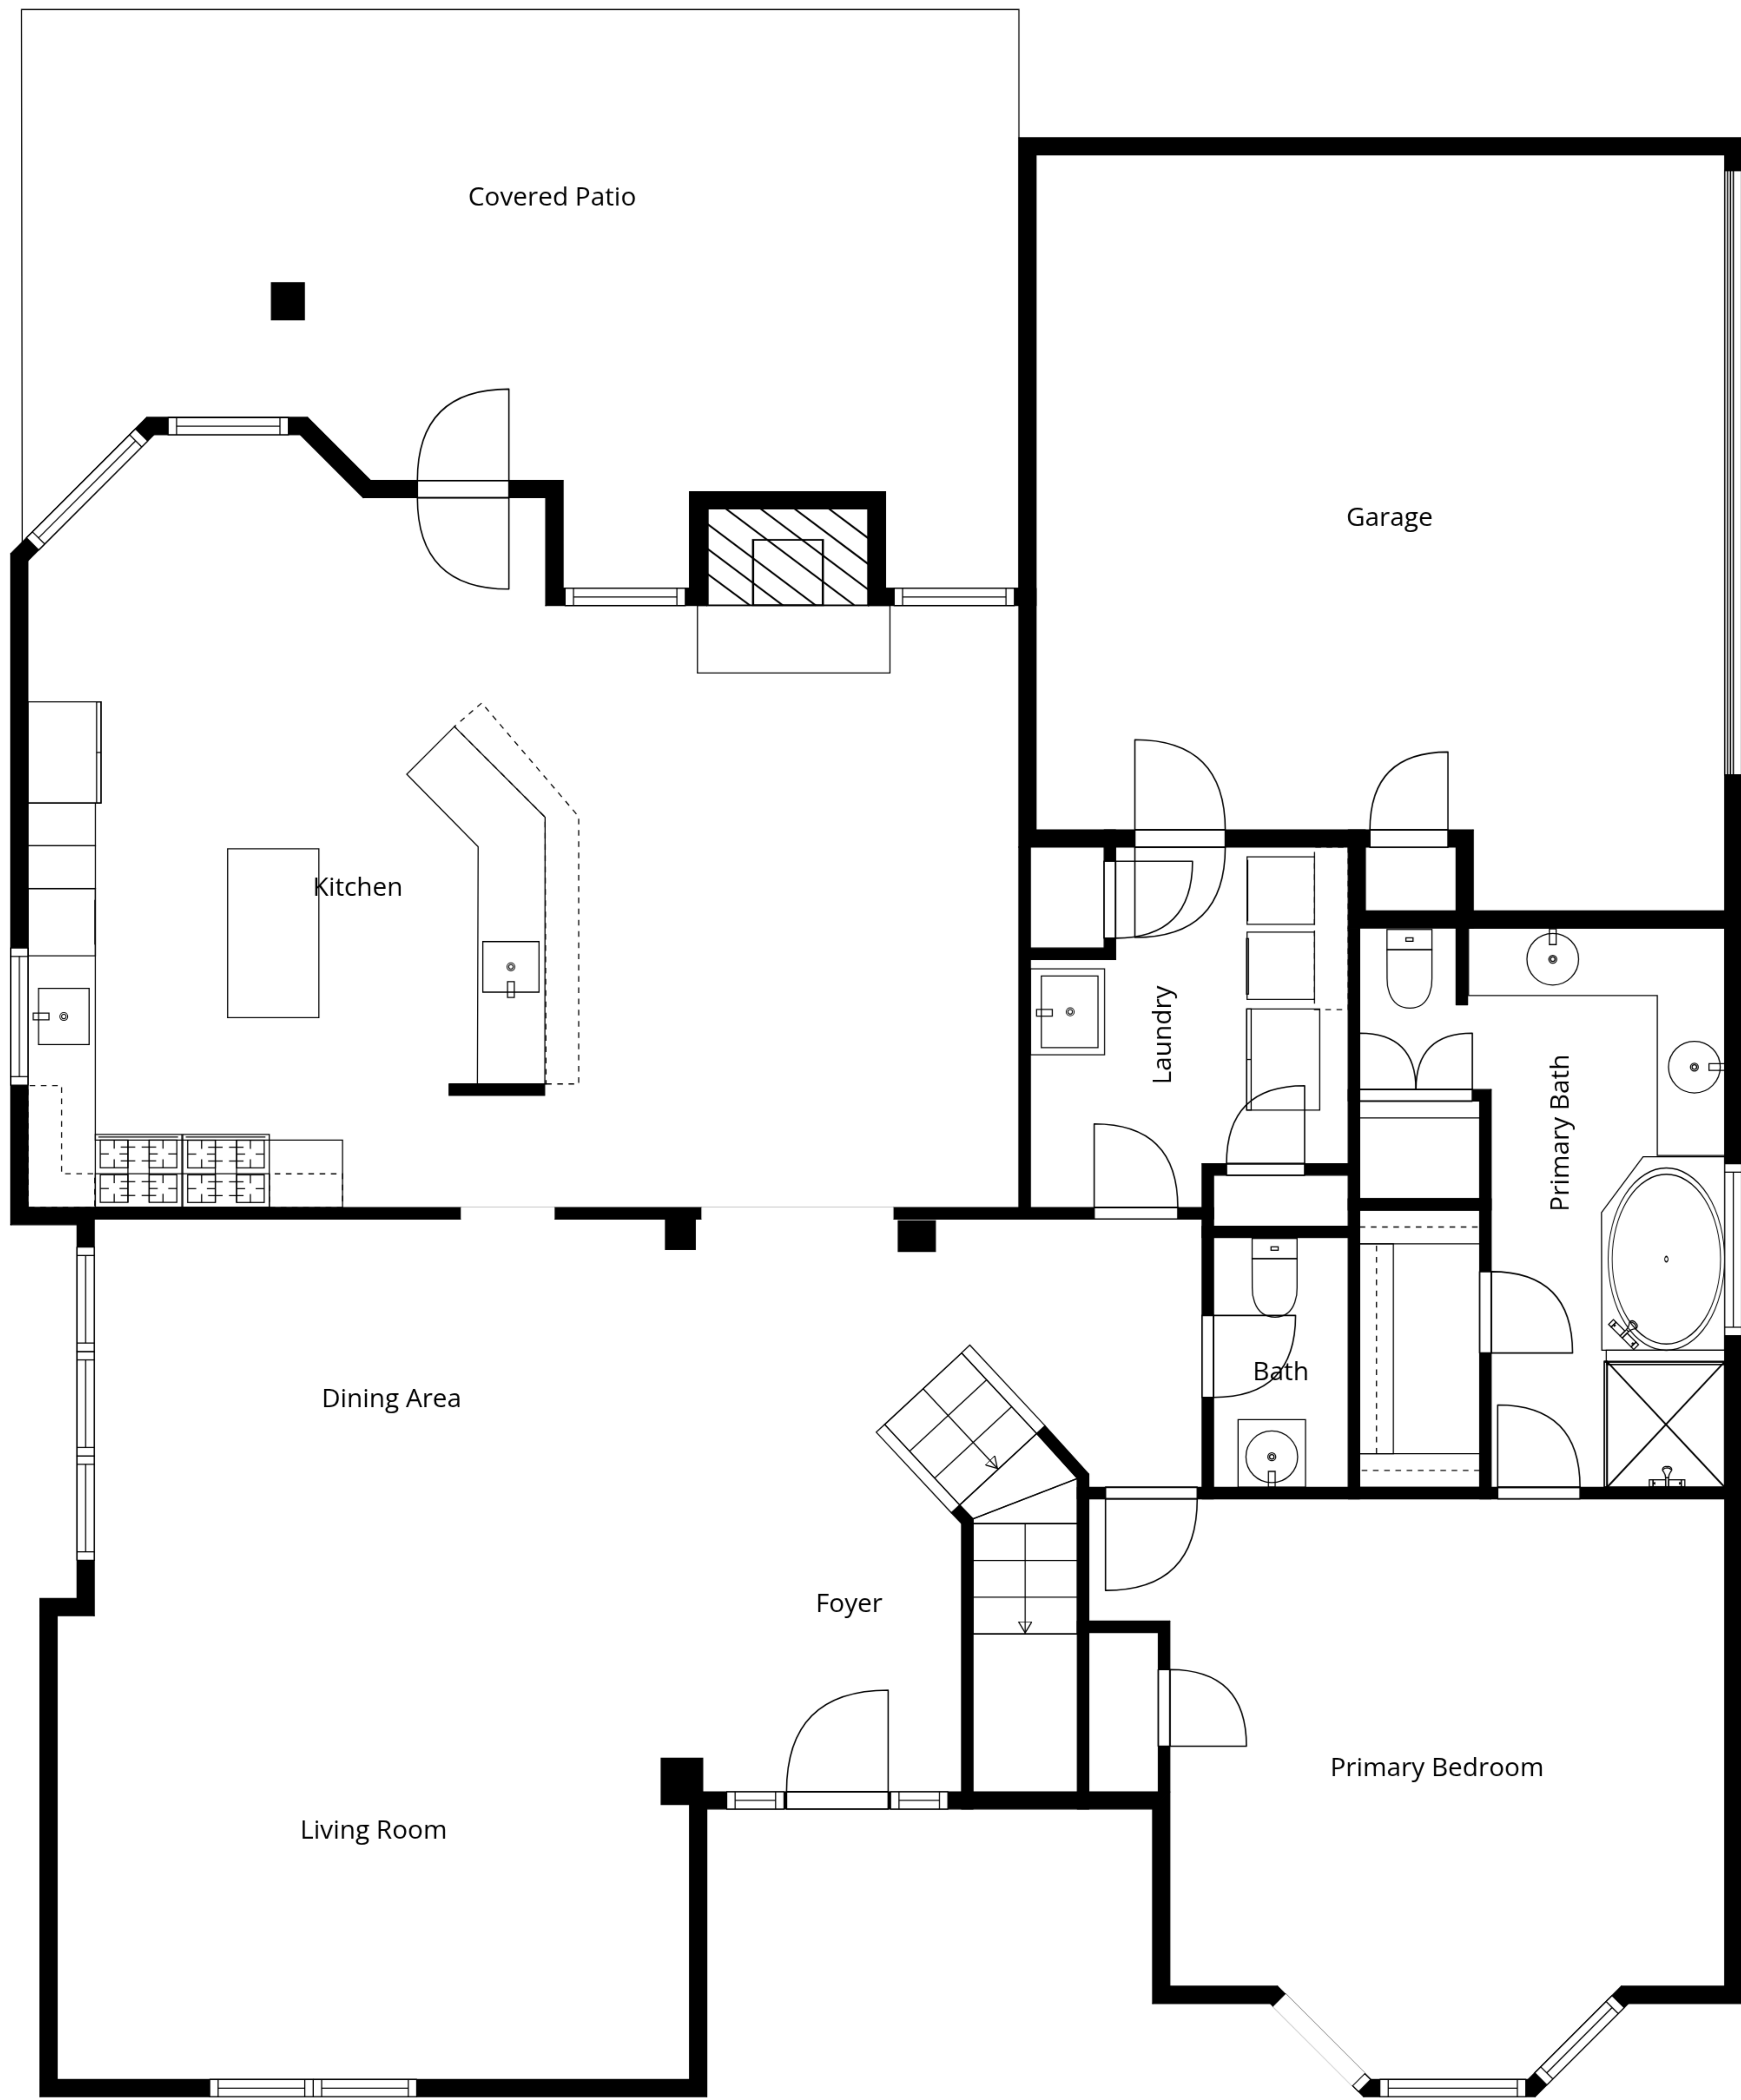 Covered Patio
Garage
Kitchen
Laundry
Primary Bath
Bath
Dining Area
Foyer
Primary Bedroom
Living Room